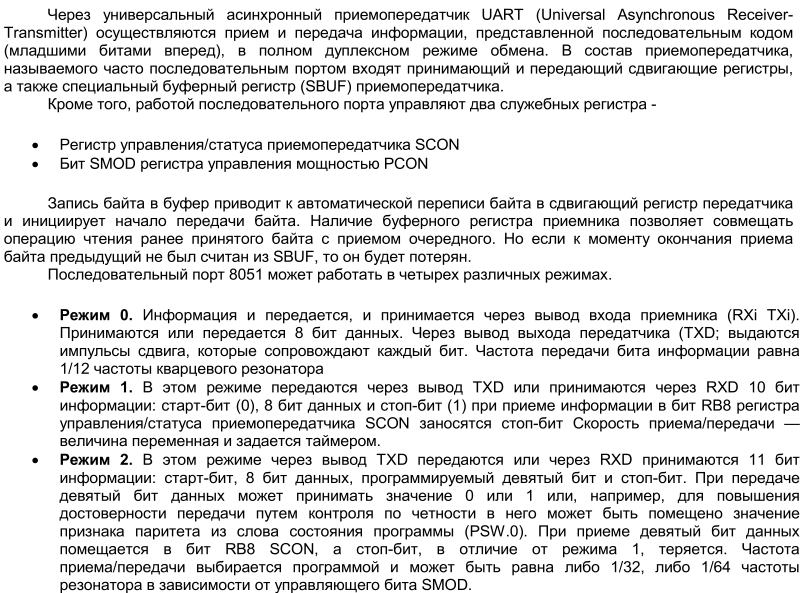 Через универсальный асинхронный приемопередатчик UART (Universal Asynchronous Receiver-
Transmitter) осуществляются прием и передача информации, представленной последовательным кодом
(младшими битами вперед), в полном дуплексном режиме обмена. В состав приемопередатчика,
называемого часто последовательным портом входят принимающий и передающий сдвигающие регистры,
а также специальный буферный регистр (SBUF) приемопередатчика.
Кроме того, работой последовательного порта управляют два служебных регистра -
• Регистр управления/статуса приемопередатчика SCON
• Бит SMOD регистра управления мощностью PCON
Запись байта в буфер приводит к автоматической переписи байта в сдвигающий регистр передатчика
и инициирует начало передачи байта. Наличие буферного регистра приемника позволяет совмещать
операцию чтения ранее принятого байта с приемом очередного. Но если к моменту окончания приема
байта предыдущий не был считан из SBUF, то он будет потерян.
Последовательный порт 8051 может работать в четырех различных режимах.
• Режим 0. Информация и передается, и принимается через вывод входа приемника (RXi TXi).
Принимаются или передается 8 бит данных. Через вывод выхода передатчика (TXD; выдаются
импульсы сдвига, которые сопровождают каждый бит. Частота передачи бита информации равна
1/12 частоты кварцевого резонатора
• Режим 1. В этом режиме передаются через вывод TXD или принимаются через RXD 10 бит
информации: старт-бит (0), 8 бит данных и стоп-бит (1) при приеме информации в бит RB8 регистра
управления/статуса приемопередатчика SCON заносятся стоп-бит Скорость приема/передачи —
величина переменная и задается таймером.
• Режим 2. В этом режиме через вывод TXD передаются или через RXD принимаются 11 бит
информации: старт-бит, 8 бит данных, программируемый девятый бит и стоп-бит. При передаче
девятый бит данных может принимать значение 0 или 1 или, например, для повышения
достоверности передачи путем контроля по четности в него может быть помещено значение
признака паритета из слова состояния программы (PSW.0). При приеме девятый бит данных
помещается в бит RB8 SCON, а стоп-бит, в отличие от режима 1, теряется. Частота
приема/передачи выбирается программой и может быть равна либо 1/32, либо 1/64 частоты
резонатора в зависимости от управляющего бита SMOD.